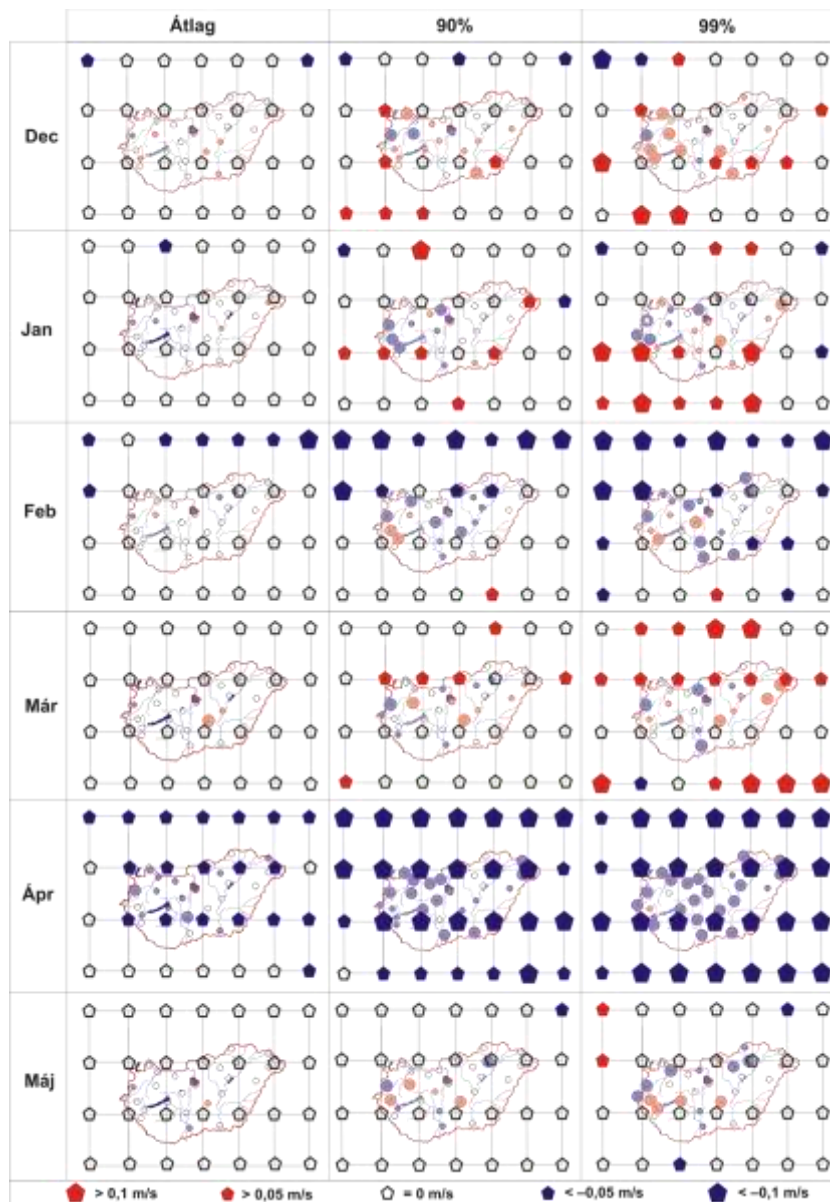 Átlag 90% 99%
Dec
Jan
Feb
Már
Ápr
Máj
> 0,1 m/s > 0,05 m/s = 0 m/s < –0,05 m/s < –0,1 m/s